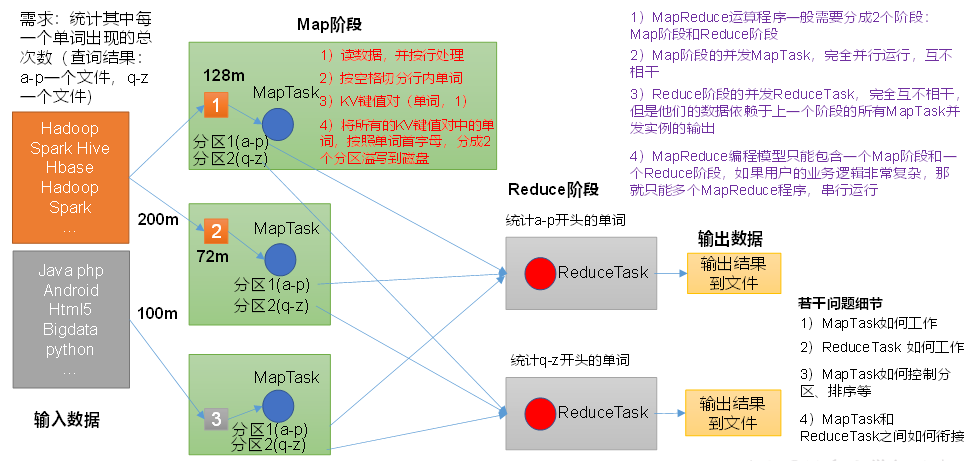 需求：统计其中每
一个单词出现的总
次数（查询结果：
a-p一个文件，q-z
一个文件）
Hadoop
Spark Hive
Hbase
Hadoop
Spark
...
200m
Java php
Android
Html5
Bigdata
python
...
100m
输入数据
Map阶段
128m
1
MapTask
分区1(a-p)
分区2(q-z)
1）读数据，并按行处理
2）按空格切分行内单词
3）KV键值对（单词，1）
4）将所有的KV键值对中的单
词，按照单词首字母，分成2
个分区溢写到磁盘
MapTask
2
72m
分区1(a-p)
分区2(q-z)
MapTask
3
分区1(a-p)
分区2(q-z)
Reduce阶段
统计a-p开头的单词
ReduceTask
统计q-z开头的单词
ReduceTask
输出数据
输出结果
到文件
输出结果
到文件
1）MapReduce运算程序一般需要分成2个阶段：
Map阶段和Reduce阶段
2）Map阶段的并发MapTask，完全并行运行，互不
相干
3）Reduce阶段的并发ReduceTask，完全互不相干，
但是他们的数据依赖于上一个阶段的所有MapTask并
发实例的输出
4）MapReduce编程模型只能包含一个Map阶段和一
个Reduce阶段，如果用户的业务逻辑非常复杂，那
就只能多个MapReduce程序，串行运行
若干问题细节
1）MapTask如何工作
2）ReduceTask 如何工作
3）MapTask如何控制分
区、排序等
4）MapTask和
ReduceTask之间如何衔接